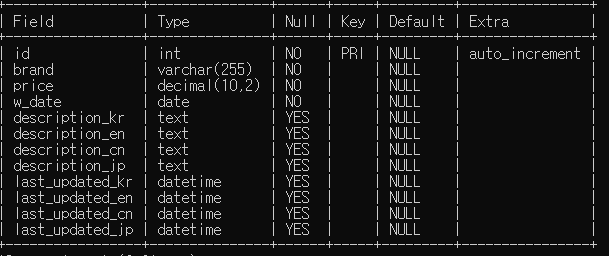 | Field | Type | Null | Key | Default | Extra |
| id | int | NO | PRI | NULL | auto_increment |
| brand | varchar(255) | NO | | NULL | |
| price | decimal(10,2) | NO | | NULL | |
| w_date | date | NO | | NULL | |
| description_kr | text | YES | | NULL | |
| description_en | text | YES | | NULL | |
| description_cn | text | YES | | NULL | |
| description_jp | text | YES | | NULL | |
| last_updated_kr | datetime | YES | | NULL | |
| last_updated_en | datetime | YES | | NULL | |
| last_updated_cn | datetime | YES | | NULL | |
| last_updated_jp | datetime | YES | | NULL | |